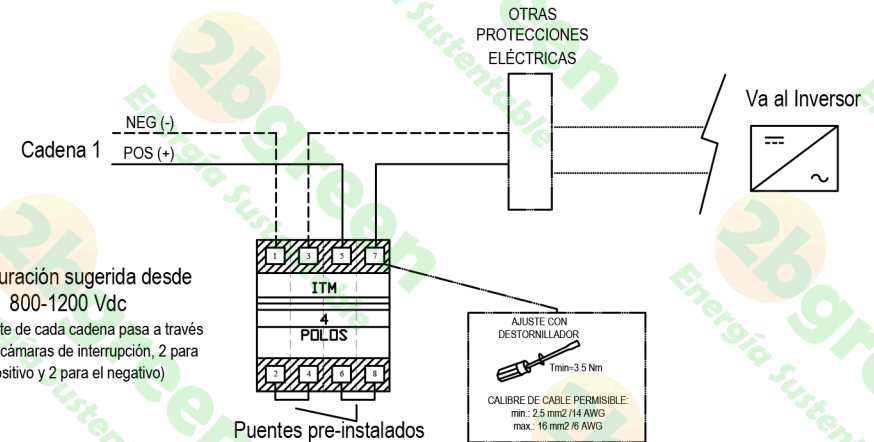 OTRAS
PROTECCIONES
ELÉCTRICAS
Va al Inversor
NEG (-)
Cadena 1
POS (+)
1 3 5 7
ITM
4
POLOS
2 4 6 8
Puentes pre-instalados
uración sugerida desde
800-1200 Vdc
te de cada cadena pasa a través
cámaras de interrupción, 2 para
sitivo y 2 para el negativo)
AJUSTE CON
DESTORNILLADOR
Tmin=3.5 Nm
CALIBRE DE CABLE PERMISIBLE:
min.: 2.5 mm2 /14 AWG
max.: 16 mm2 /6 AWG
2bgreen
Energía Sustentable